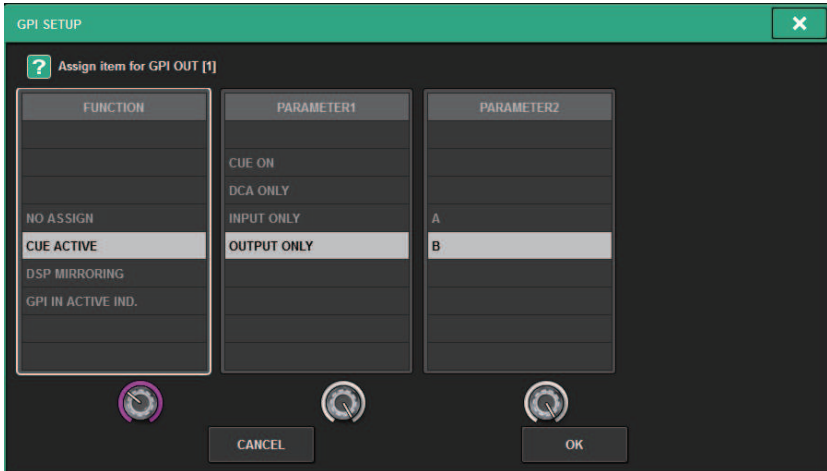 GPI SETUP
?
Assign item for GPI OUT [1]
FUNCTION
NO ASSIGN
CUE ACTIVE
DSP MIRRORING
GPI IN ACTIVE IND.
PARAMETER1
CUE ON
DCA ONLY
INPUT ONLY
OUTPUT ONLY
PARAMETER2
A
B
CANCEL
OK